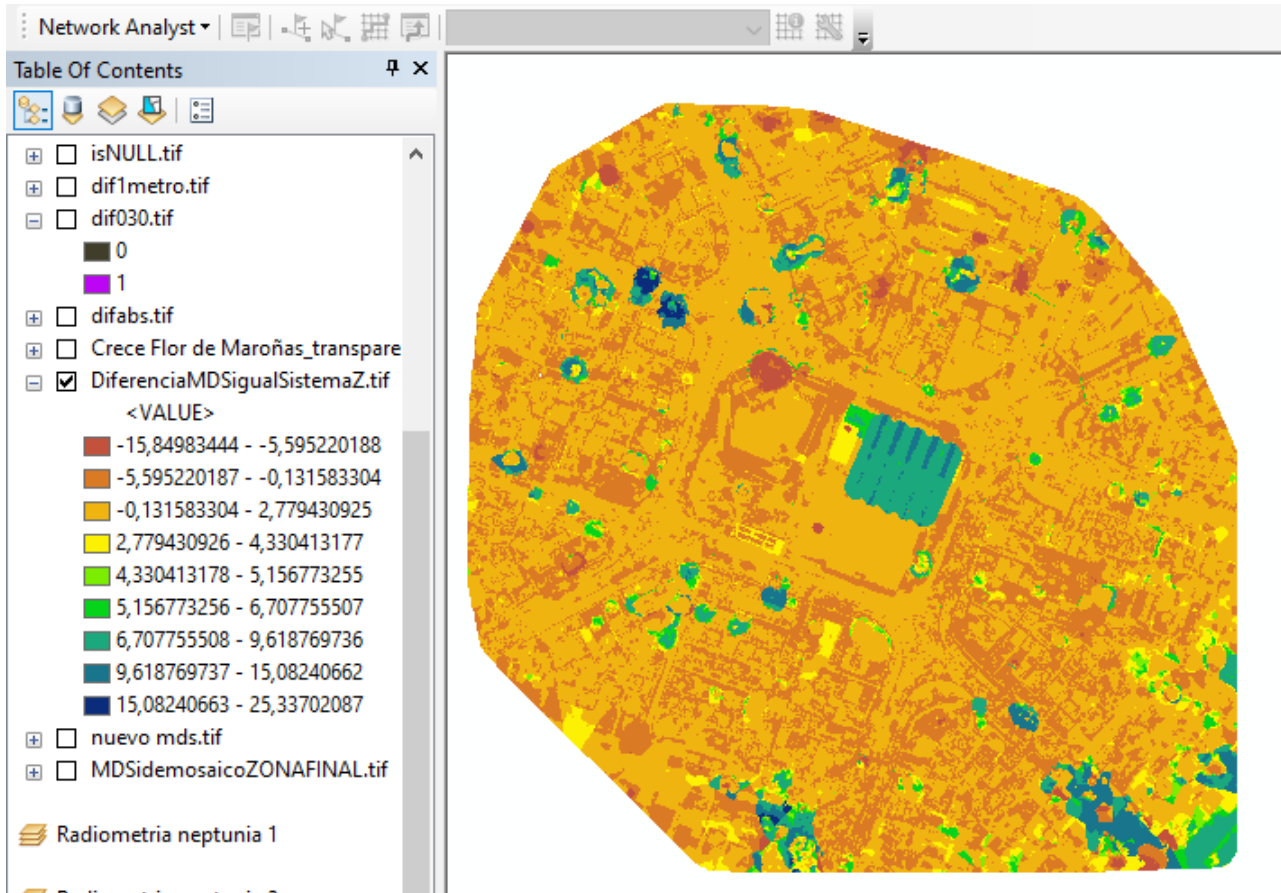 Network Analyst
Table Of Contents
isNULL.tif
dif1metro.tif
dif030.tif
0
1
difabs.tif
Crece Flor de Maroñas_transpare
DiferenciaMDSigualSistemaZ.tif
<VALUE>
-15,84983444 - -5,595220188
-5,595220187 - -0,131583304
-0,131583304 - 2,779430925
2,779430926 - 4,330413177
4,330413178 - 5,156773255
5,156773256 - 6,707755507
6,707755508 - 9,618769736
9,618769737 - 15,08240662
15,08240663 - 25,33702087
nuevo mds.tif
MDSidemosaicoZONAFINAL.tif
Radiometria neptunia 1